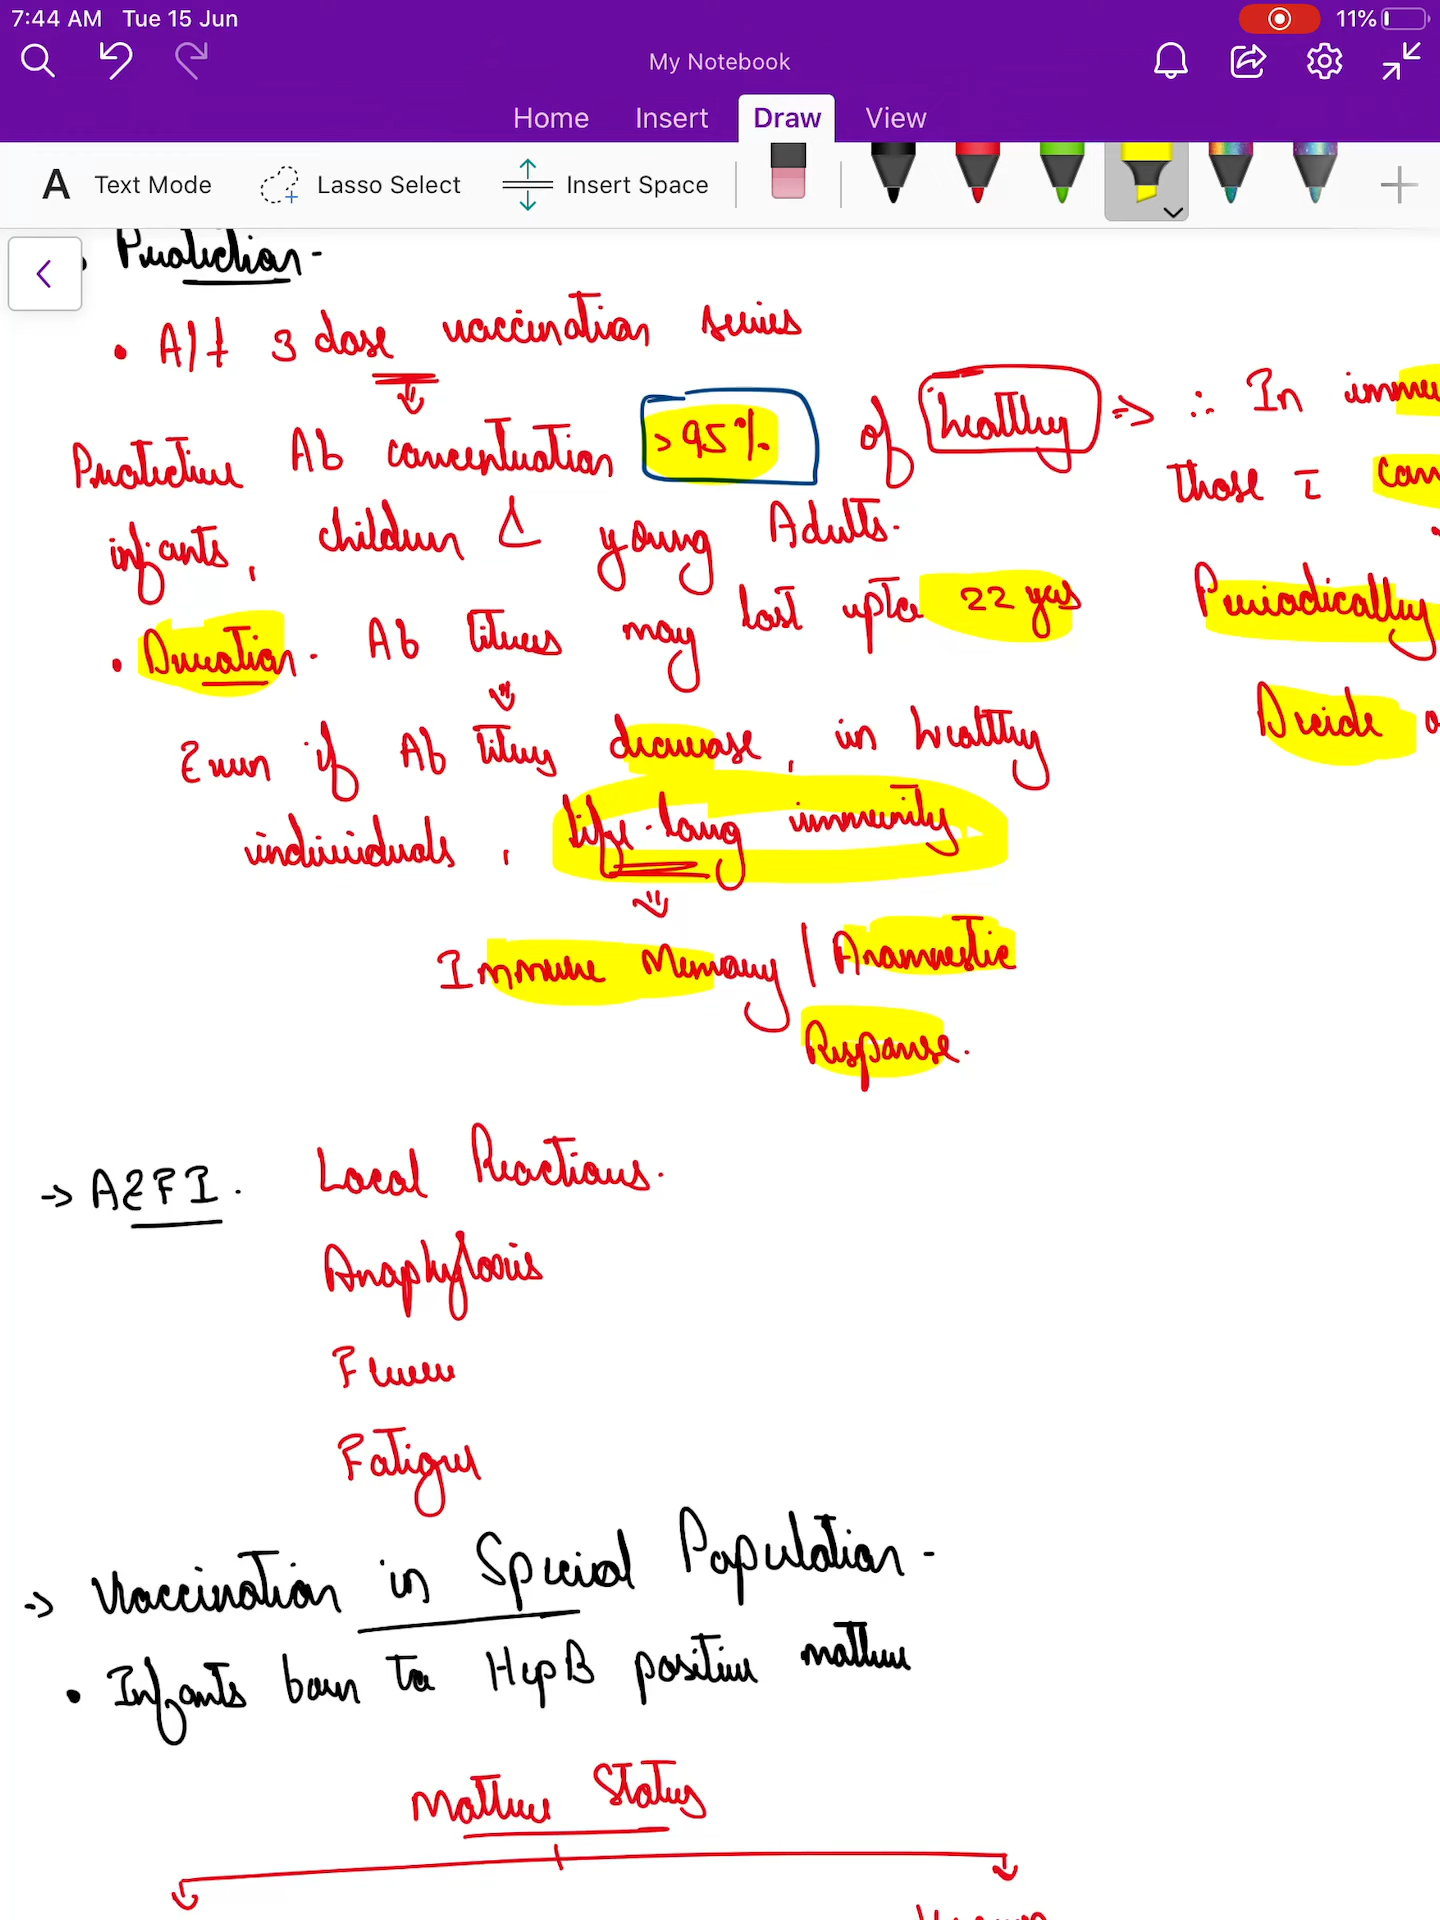 7:44 AM Tue 15 Jun
11%
My Notebook
Home Insert Draw View
A Text Mode Lasso Select Insert Space
Protection -
• A/t 3 dose vaccination series
Protective Ab concentuation >95% of healthy => ∴ In immu
those c com
infants, children & young Adults.
• Duration - Ab titres may last upto 22 yrs
Periodically
Even if Ab titres decrease, in healthy
Decide
individuals, life-long immunity
Immune Memory / Anamnestic
Response.
-> AEFI. Local Reactions.
Anaphylaxis
Fever
Fatigue
-> Vaccination in Special Population -
• Infants born to HepB positive mother
Mother Status